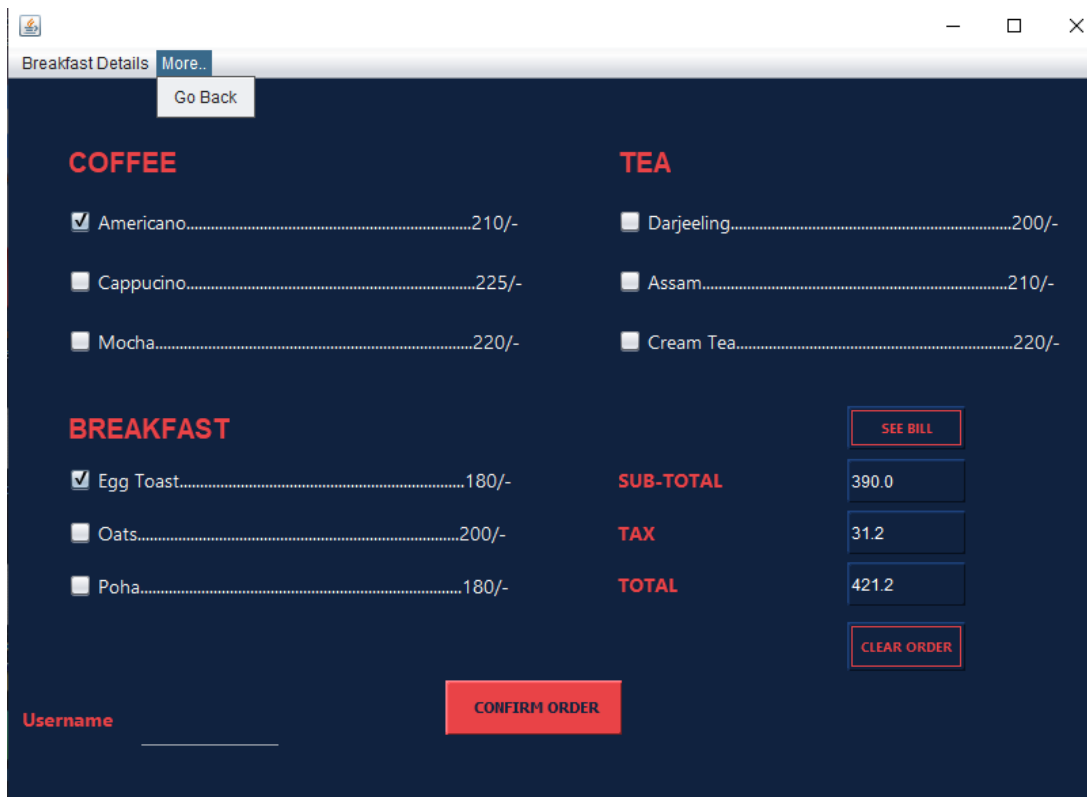 Breakfast Details More..
Go Back
COFFEE
Americano.......................................................................210/-
Cappucino........................................................................225/-
Mocha...............................................................................220/-
TEA
Darjeeling......................................................................200/-
Assam............................................................................210/-
Cream Tea.....................................................................220/-
BREAKFAST
Egg Toast.......................................................................180/-
Oats................................................................................200/-
Poha................................................................................180/-
SEE BILL
SUB-TOTAL 390.0
TAX 31.2
TOTAL 421.2
CLEAR ORDER
CONFIRM ORDER
Username